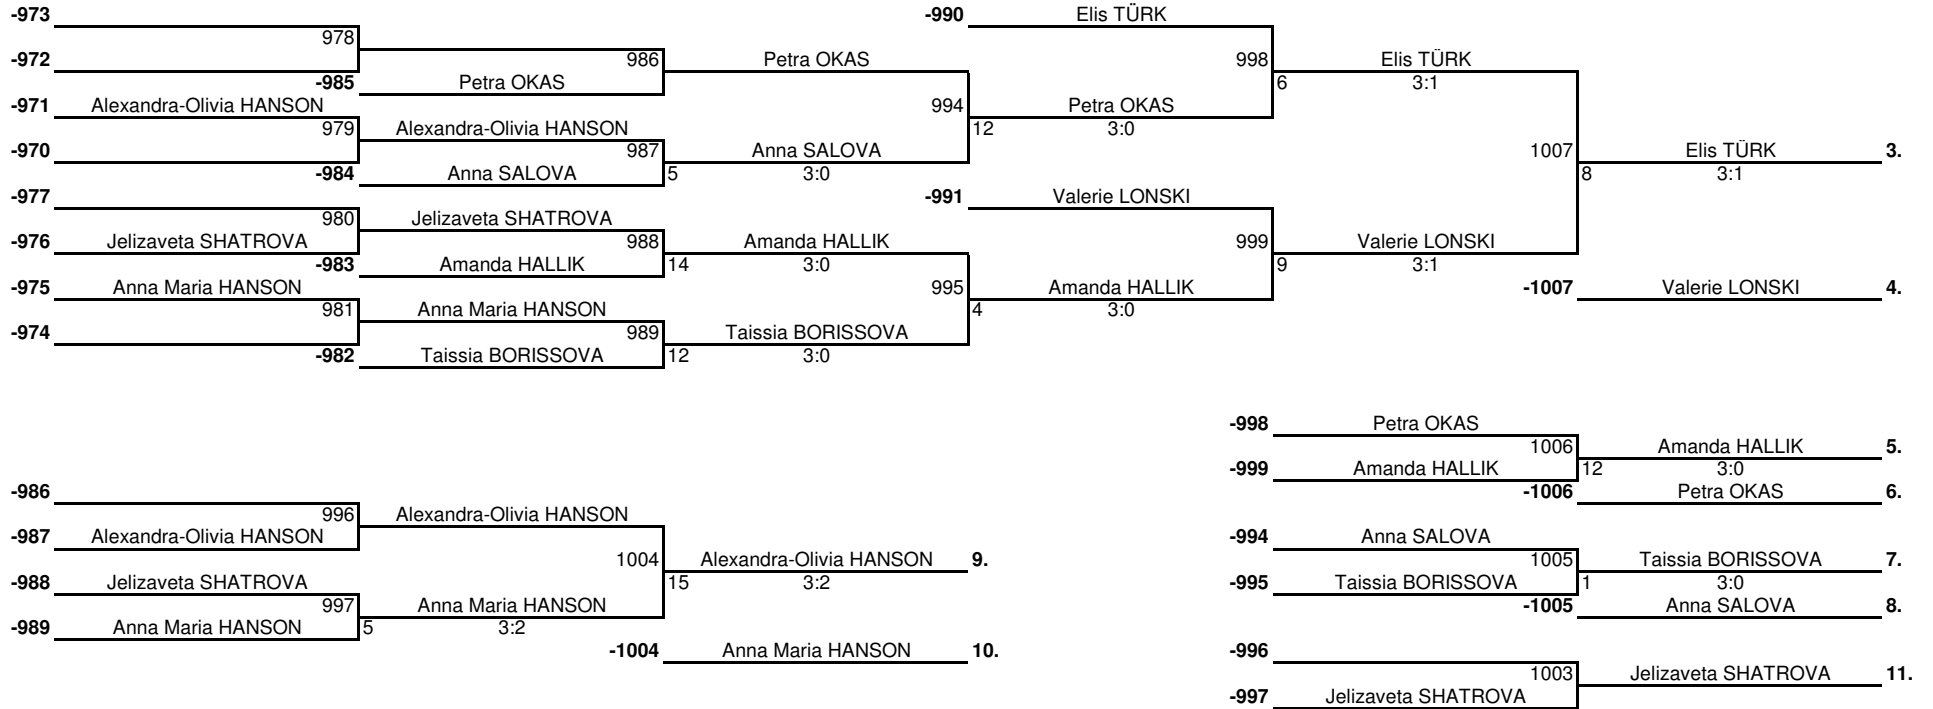 -973 -990 Elis TÜRK
978
-972 986 Petra OKAS 998 Elis TÜRK
-985 Petra OKAS 6 3:1
-971 Alexandra-Olivia HANSON 994 Petra OKAS
979 Alexandra-Olivia HANSON 12 3:0
-970 987 Anna SALOVA 1007 Elis TÜRK 3.
-984 Anna SALOVA 5 3:0 8 3:1
-977 -991 Valerie LONSKI
980 Jelizaveta SHATROVA
-976 Jelizaveta SHATROVA 988 Amanda HALLIK 999 Valerie LONSKI
-983 Amanda HALLIK 14 3:0 9 3:1
-975 Anna Maria HANSON 995 Amanda HALLIK -1007 Valerie LONSKI 4.
981 Anna Maria HANSON 4 3:0
-974 989 Taissia BORISSOVA
-982 Taissia BORISSOVA 12 3:0
-998 Petra OKAS
1006 Amanda HALLIK 5.
-999 Amanda HALLIK 12 3:0
-986 -1006 Petra OKAS 6.
996 Alexandra-Olivia HANSON
-987 Alexandra-Olivia HANSON -994 Anna SALOVA
1004 Alexandra-Olivia HANSON 9. 1005 Taissia BORISSOVA 7.
-988 Jelizaveta SHATROVA 15 3:2 -995 Taissia BORISSOVA 1 3:0
997 Anna Maria HANSON -1005 Anna SALOVA 8.
-989 Anna Maria HANSON 5 3:2
-1004 Anna Maria HANSON 10. -996
1003 Jelizaveta SHATROVA 11.
-997 Jelizaveta SHATROVA